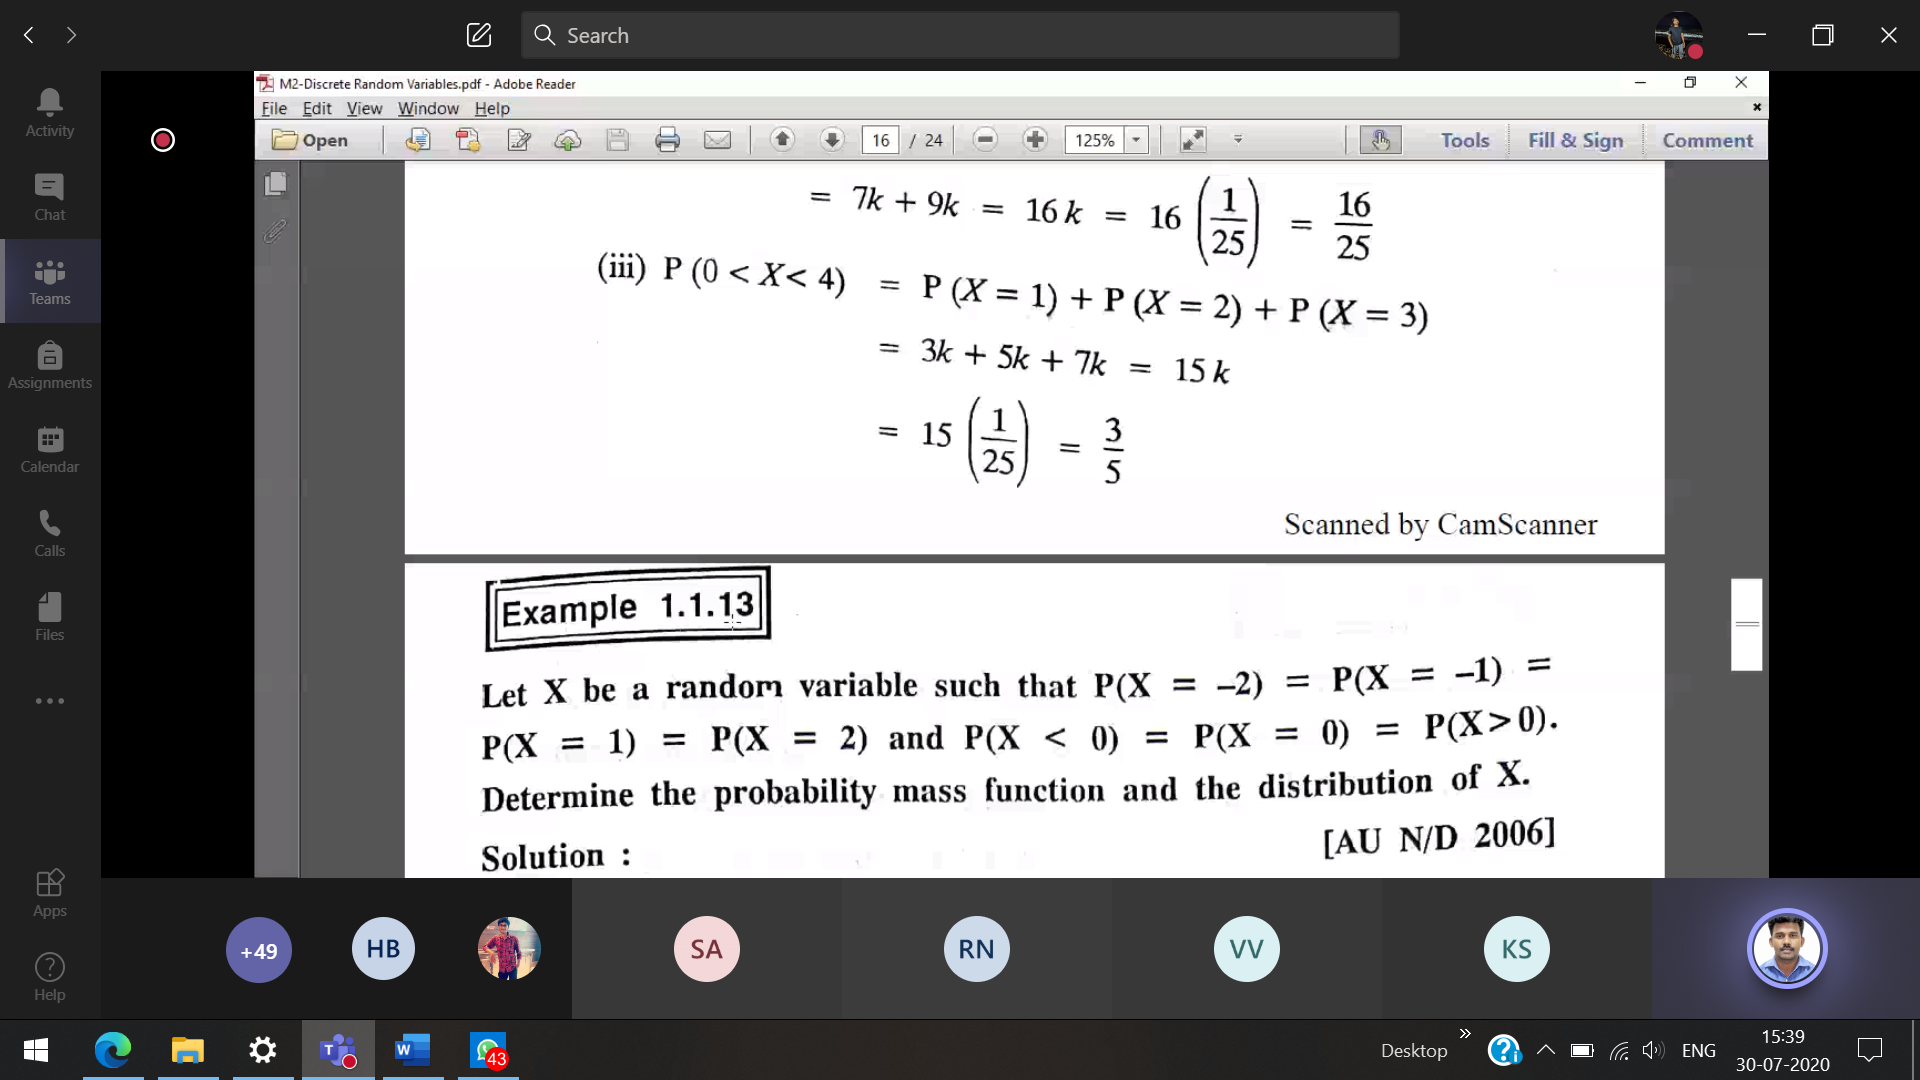 Search
M2-Discrete Random Variables.pdf - Adobe Reader
File Edit View Window Help
Open 16 / 24 125% Tools Fill & Sign Comment
Activity
Chat
Teams
Assignments
Calendar
Calls
Files
Apps
Help
= 7k + 9k = 16k = 16 (1/25) = 16/25
(iii) P (0 < X < 4) = P (X = 1) + P (X = 2) + P (X = 3)
= 3k + 5k + 7k = 15k
= 15 (1/25) = 3/5
Scanned by CamScanner
Example 1.1.13
Let X be a random variable such that P(X = –2) = P(X = –1) =
P(X = 1) = P(X = 2) and P(X < 0) = P(X = 0) = P(X>0).
Determine the probability mass function and the distribution of X.
[AU N/D 2006]
Solution :
+49 HB SA RN VV KS
43
Desktop ENG
15:39
30-07-2020